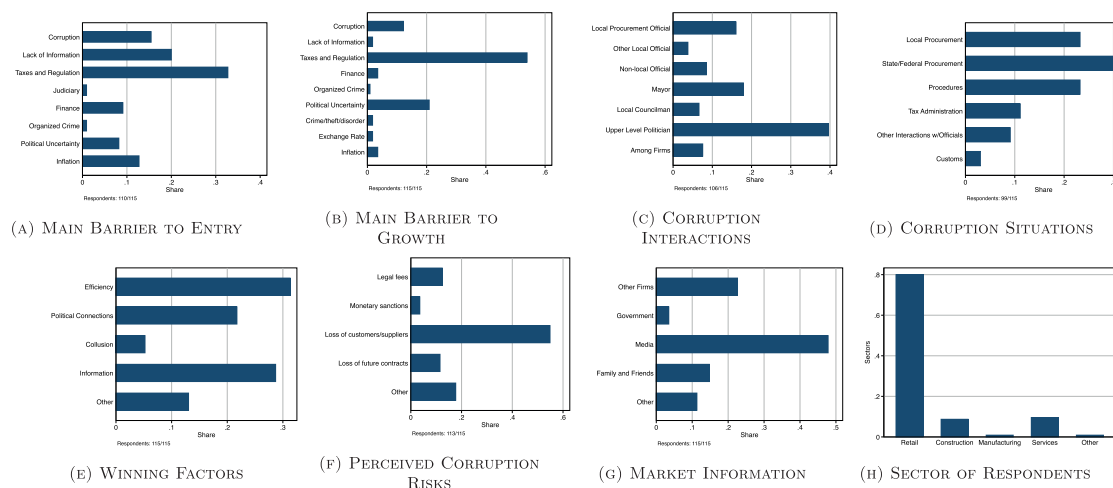 Corruption
Lack of Information
Taxes and Regulation
Judiciary
Finance
Organized Crime
Political Uncertainty
Inflation
0 .1 .2 .3 .4
Share
Respondents: 110/115
(A) Main Barrier to Entry
Corruption
Lack of Information
Taxes and Regulation
Finance
Organized Crime
Political Uncertainty
Crime/theft/disorder
Exchange Rate
Inflation
0 .2 .4 .6
Share
Respondents: 115/115
(B) Main Barrier to
Growth
Local Procurement Official
Other Local Official
Non-local Official
Mayor
Local Councilman
Upper Level Politician
Among Firms
0 .1 .2 .3 .4
Share
Respondents: 106/115
(C) Corruption
Interactions
Local Procurement
State/Federal Procurement
Procedures
Tax Administration
Other Interactions w/Officials
Customs
0 .1 .2
Share
Respondents: 99/115
(D) Corruption Situations
Efficiency
Political Connections
Collusion
Information
Other
0 .1 .2 .3
Share
Respondents: 115/115
(E) Winning Factors
Legal fees
Monetary sanctions
Loss of customers/suppliers
Loss of future contracts
Other
0 .2 .4 .6
Share
Respondents: 113/115
(F) Perceived Corruption
Risks
Other Firms
Government
Media
Family and Friends
Other
0 .1 .2 .3 .4 .5
Share
Respondents: 115/115
(G) Market Information
Sectors
.8
.6
.4
.2
0
Retail Construction Manufacturing Services Other
(H) Sector of Respondents